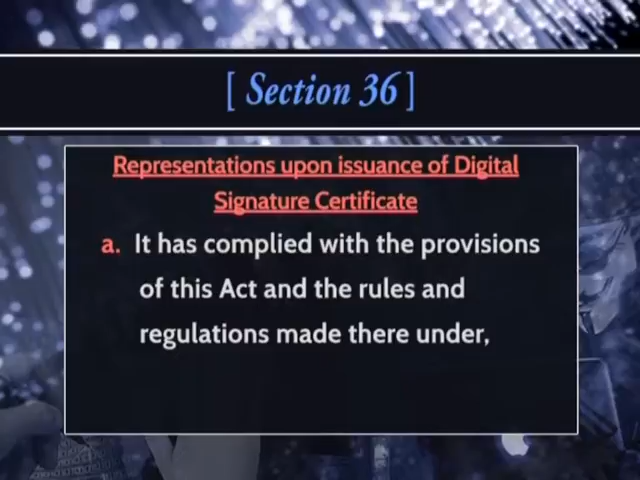 [ Section 36 ]
Representations upon issuance of Digital
Signature Certificate
a. It has complied with the provisions
of this Act and the rules and
regulations made there under,